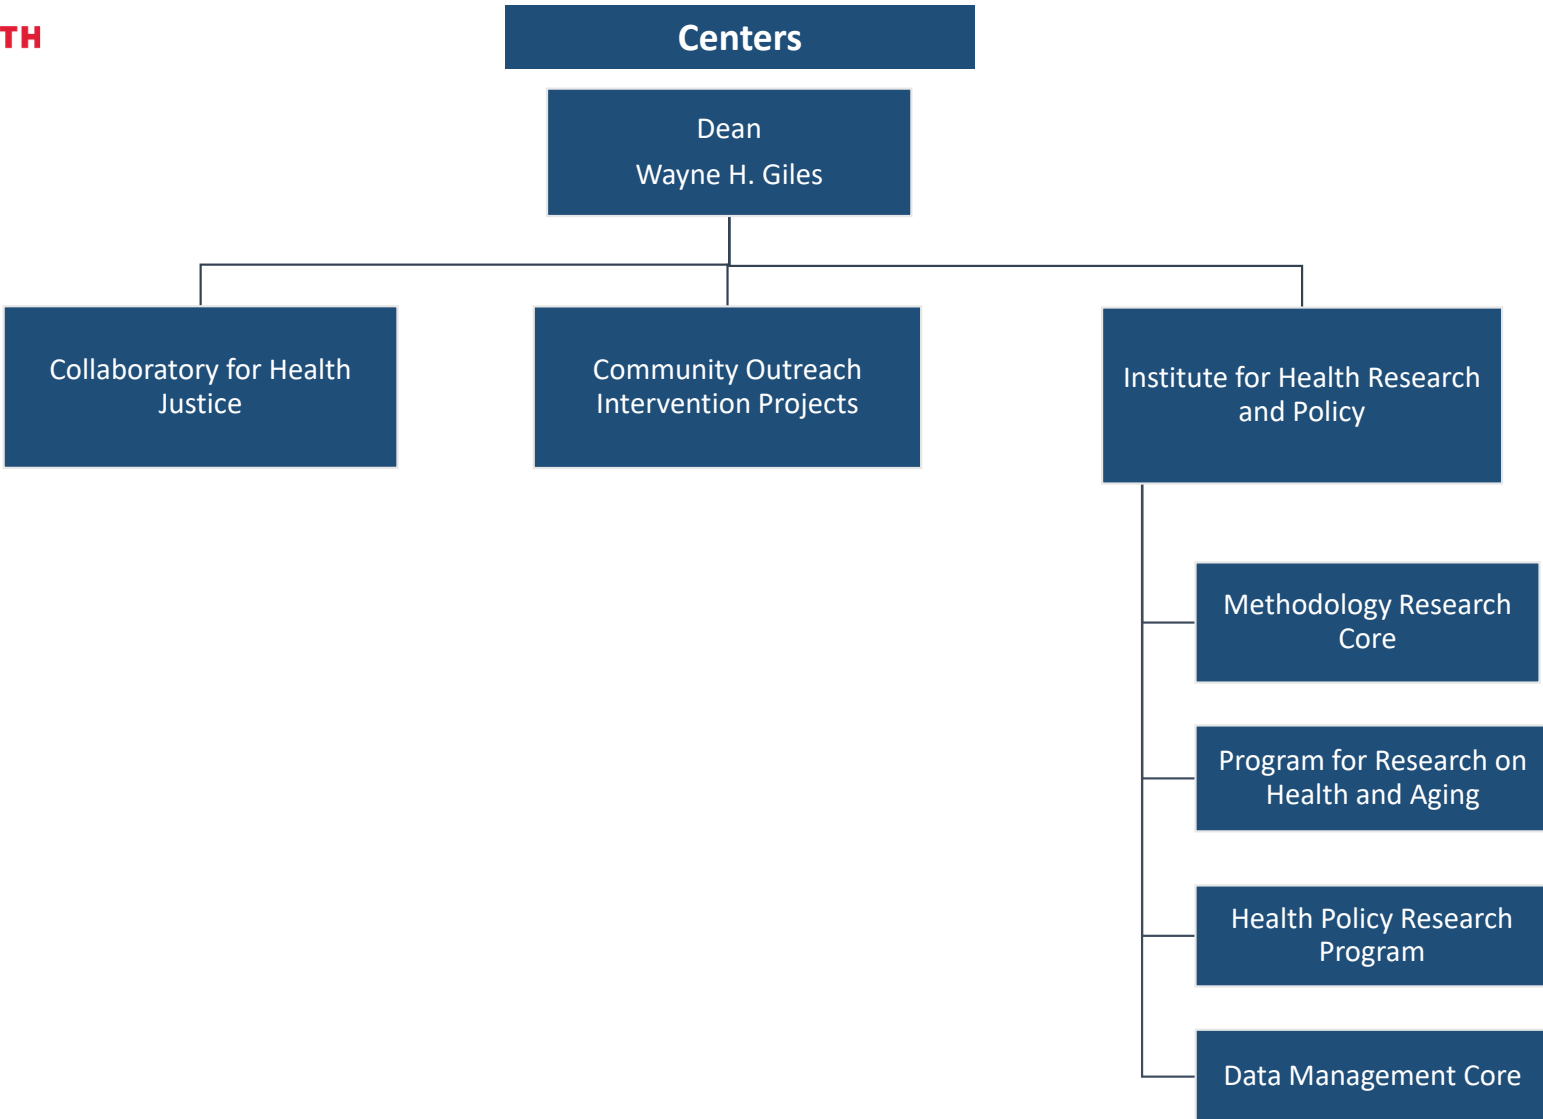 TH
Centers
Dean
Wayne H. Giles
Collaboratory for Health
Justice
Community Outreach
Intervention Projects
Institute for Health Research
and Policy
Methodology Research
Core
Program for Research on
Health and Aging
Health Policy Research
Program
Data Management Core